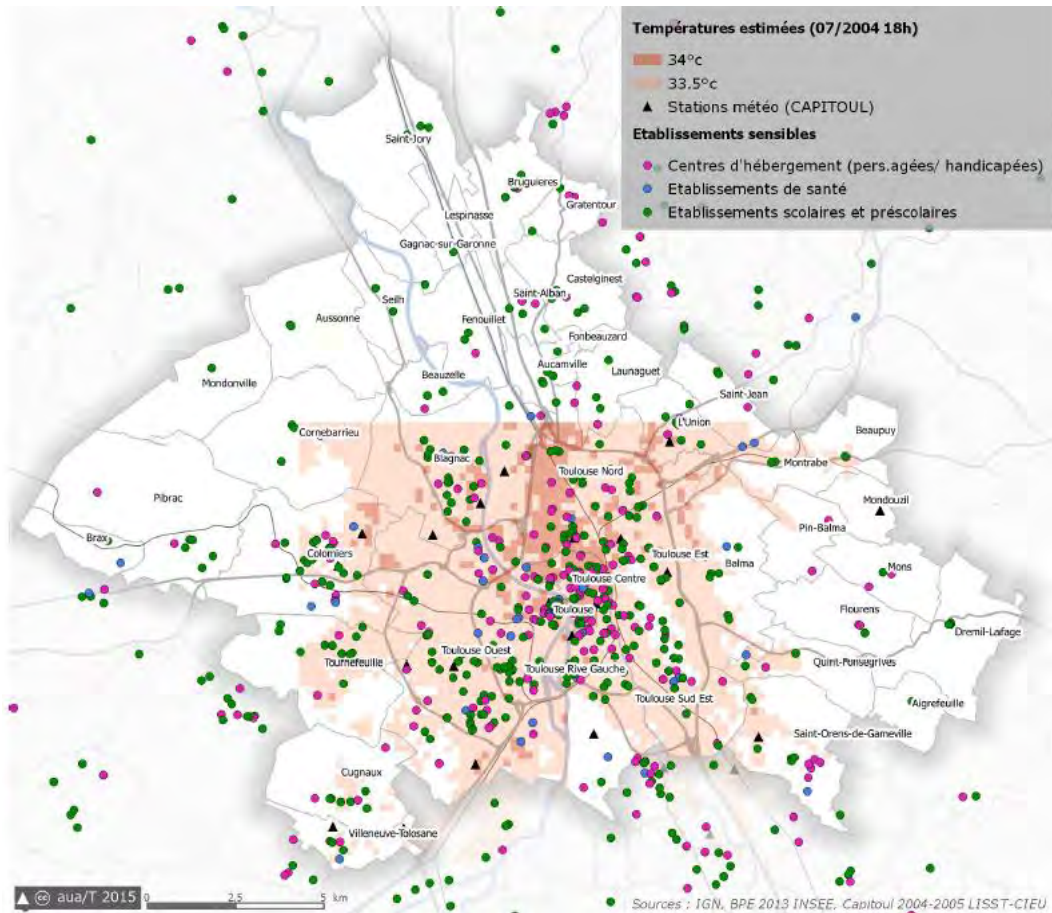 Températures estimées (07/2004 18h)
34°c
33.5°c
Stations météo (CAPITOUL)
Etablissements sensibles
Centres d'hébergement (pers.agées/ handicapées)
Etablissements de santé
Etablissements scolaires et préscolaires
Saint-Jory
Bruguieres
Gratentour
Lespinasse
Gagnac-sur-Garonne
Castelginest
Saint-Alban
Seilh
Aussonne
Fenouillet
Fonbeauzard
Aucamville
Launaguet
Beauzelle
Mondonville
Saint-Jean
L'Union
Beaupuy
Cornebarrieu
Blagnac
Toulouse Nord
Montrabe
Pibrac
Mondouzil
Pin-Balma
Brax
Colomiers
Toulouse Est
Balma
Mons
Toulouse Centre
Toulouse
Flourens
Dremil-Lafage
Toulouse Ouest
Tournefeuille
Toulouse Rive Gauche
Quint-Fonsegrives
Toulouse Sud Est
Aigrefeuille
Saint-Orens-de-Gameville
Cugnaux
Villeneuve-Tolosane
cc aua/T 2015
0 2,5 5 km
Sources : IGN, BPE 2013 INSEE, Capitoul 2004-2005 LISST-CIEU